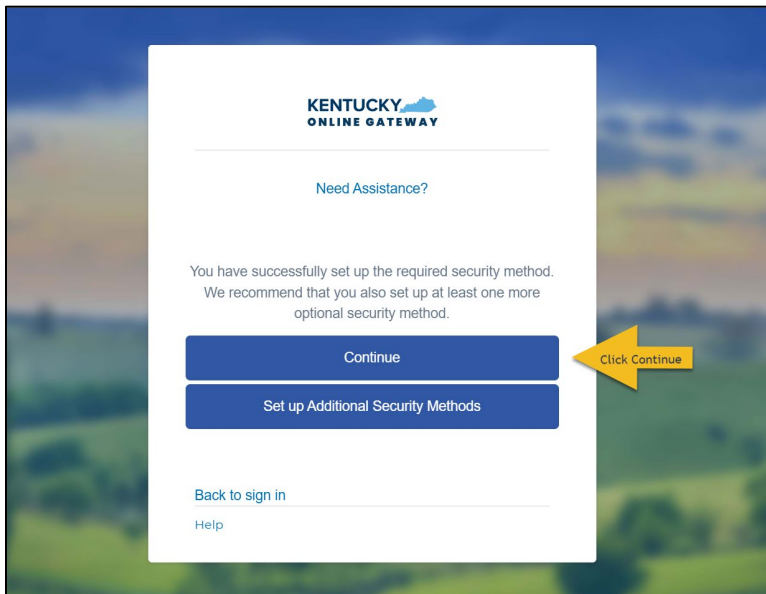 KENTUCKY
ONLINE GATEWAY
Need Assistance?
You have successfully set up the required security method.
We recommend that you also set up at least one more
optional security method.
Continue
Click Continue
Set up Additional Security Methods
Back to sign in
Help